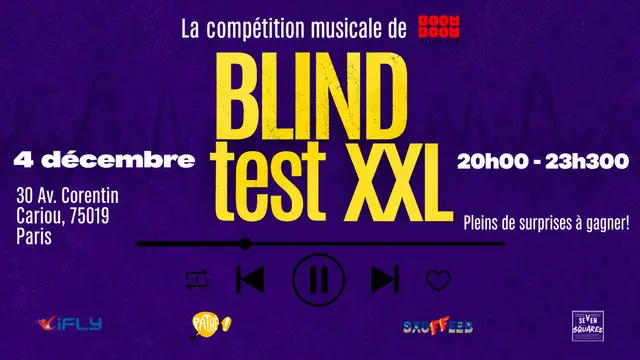 La compétition musicale de
BOOM
BOOM
BLIND
test XXL
4 décembre
20h00 - 23h300
30 Av. Corentin
Cariou, 75019
Paris
Pleins de surprises à gagner!
iFLY
SEVEN
SQUARES